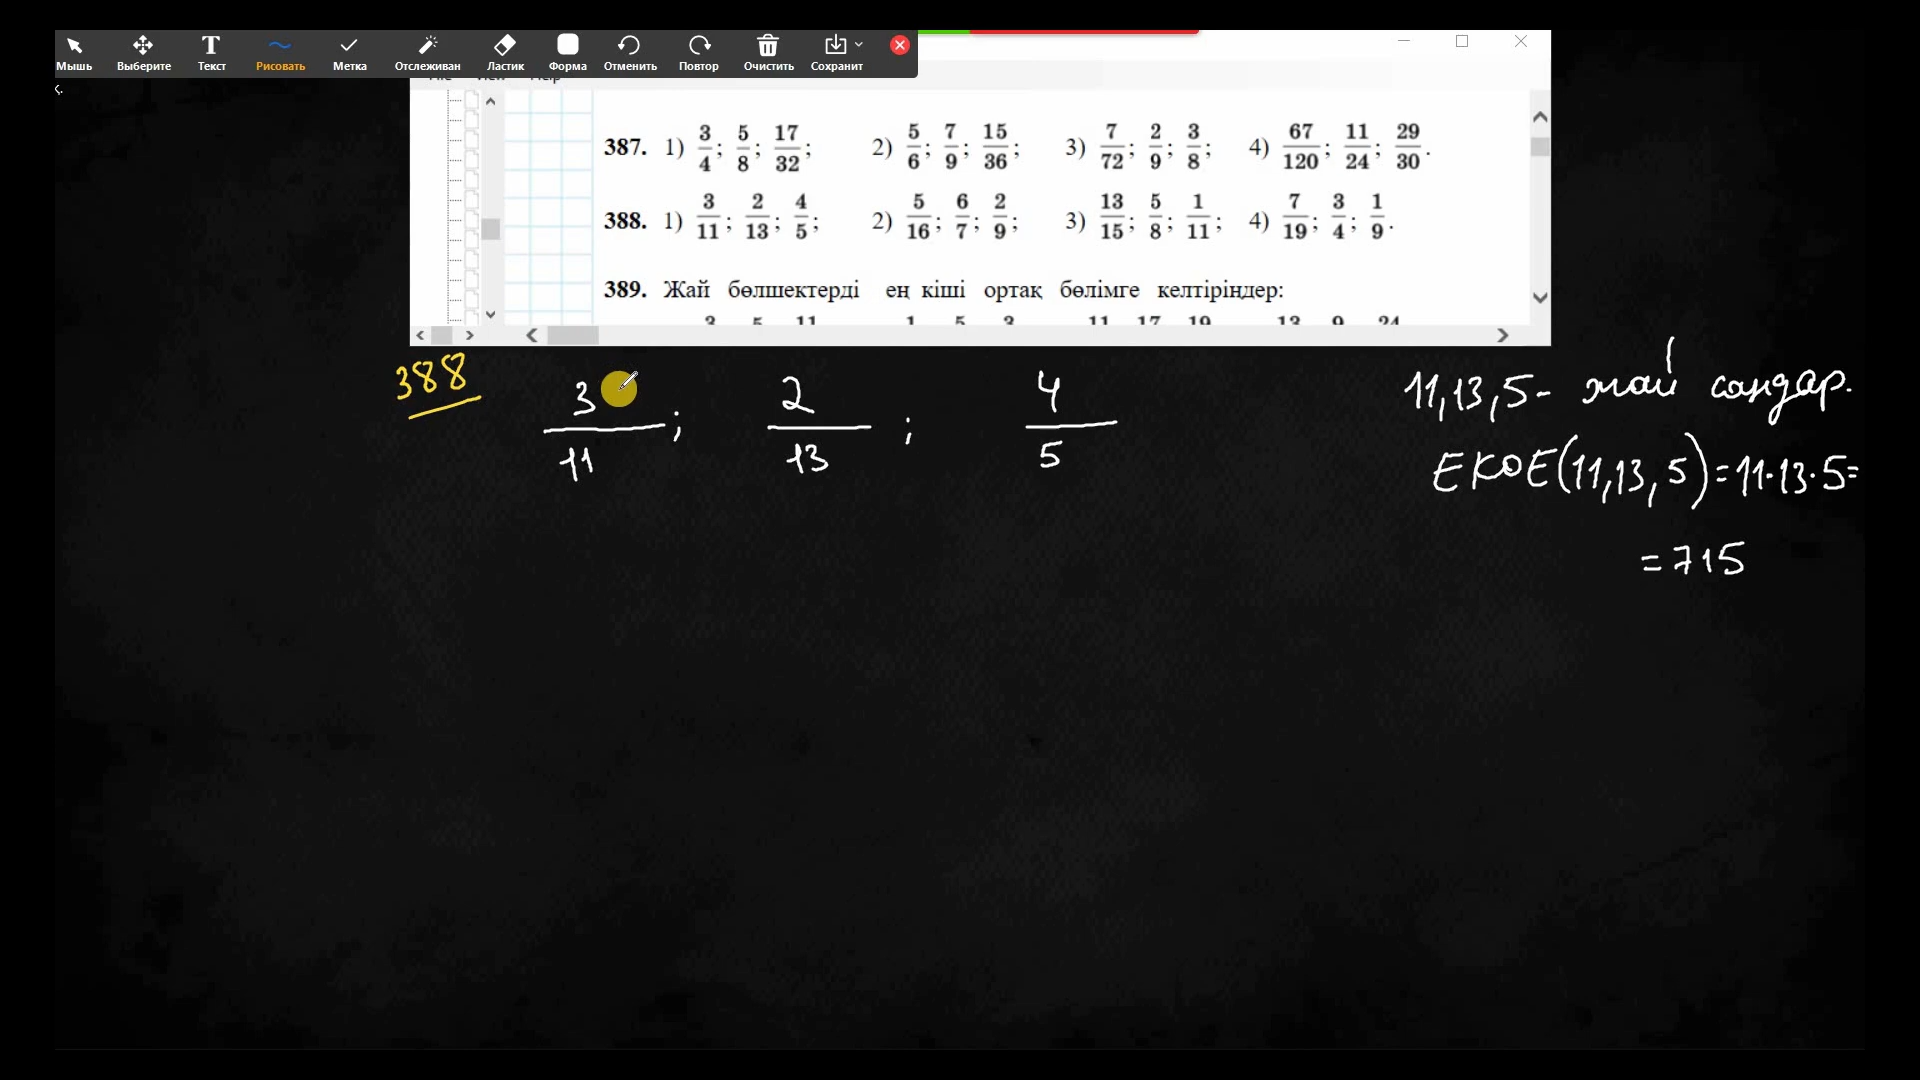 Мышь Выберите Текст Рисовать Метка Отслеживан Ластик Форма Отменить Повтор Очистить Сохранит
387. 1) 3/4; 5/8; 17/32; 2) 5/6; 7/9; 15/36; 3) 7/72; 2/9; 3/8; 4) 67/120; 11/24; 29/30.
388. 1) 3/11; 2/13; 4/5; 2) 5/16; 6/7; 2/9; 3) 13/15; 5/8; 1/11; 4) 7/19; 3/4; 1/9.
389. Жай бөлшектерді ең кіші ортақ бөлімге келтіріңдер:
388
3/11; 2/13; 4/5
11,13,5- жай сандар.
ЕКОЕ(11,13,5)=11·13·5=
=715